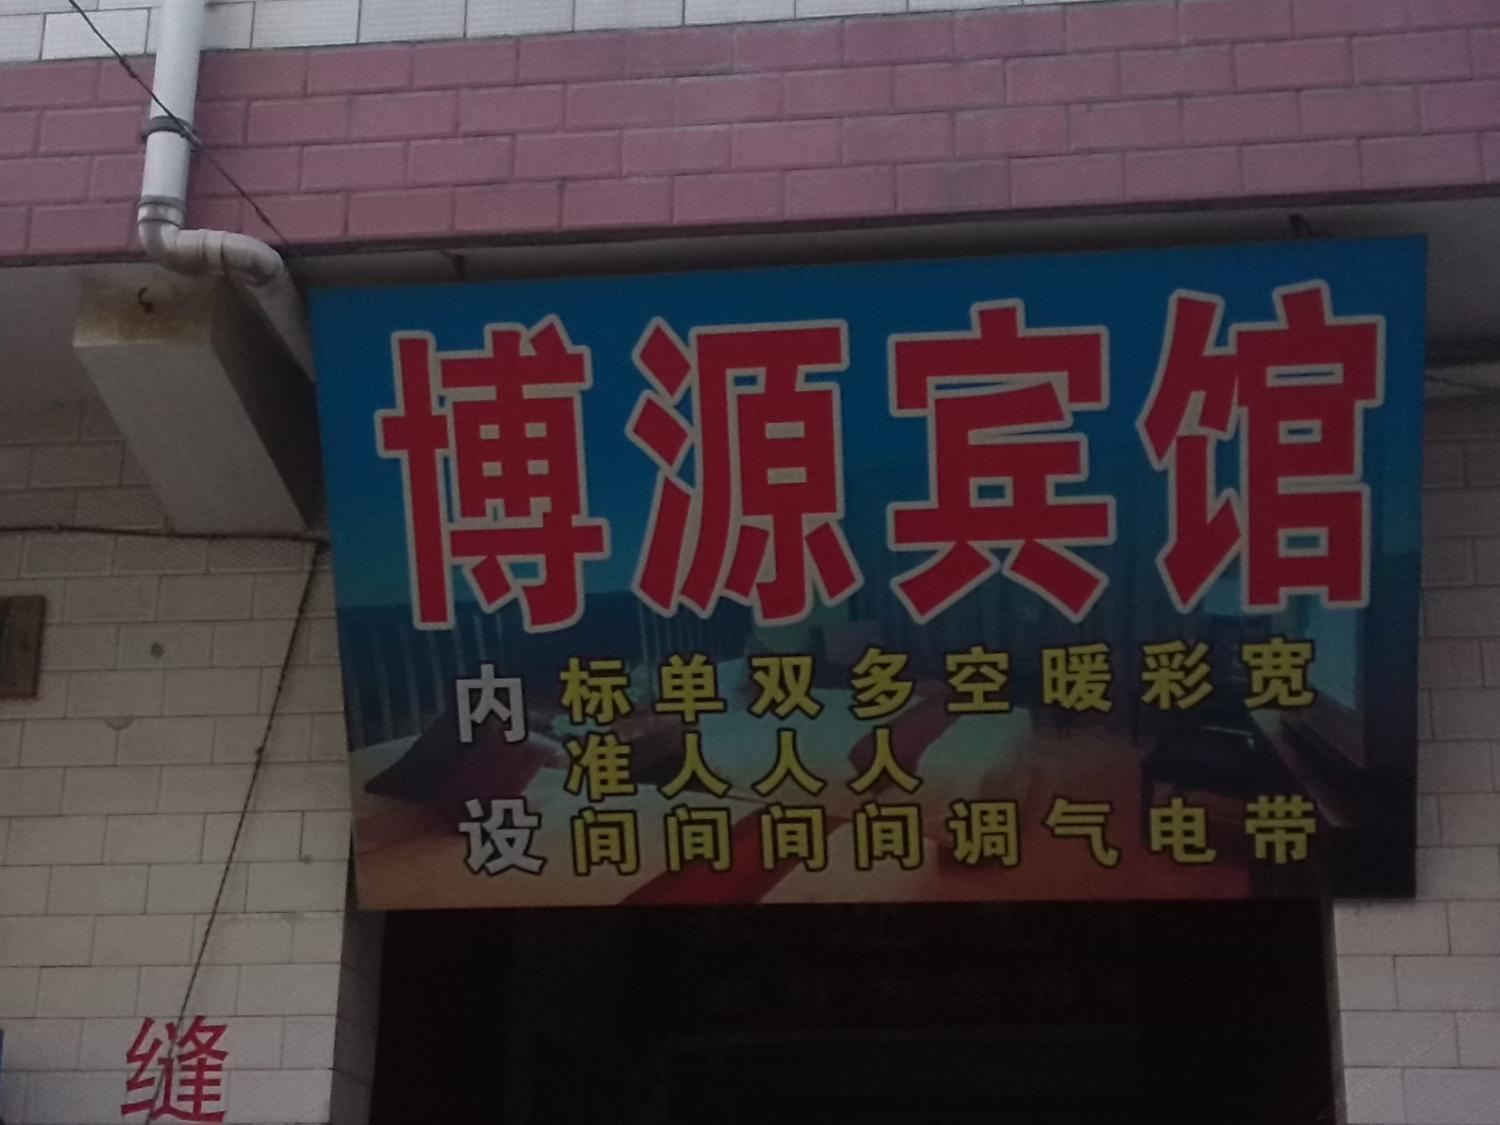 博源宾馆
内设
标准间
单人间
双人间
多人间
空调
暖气
彩电
宽带
缝